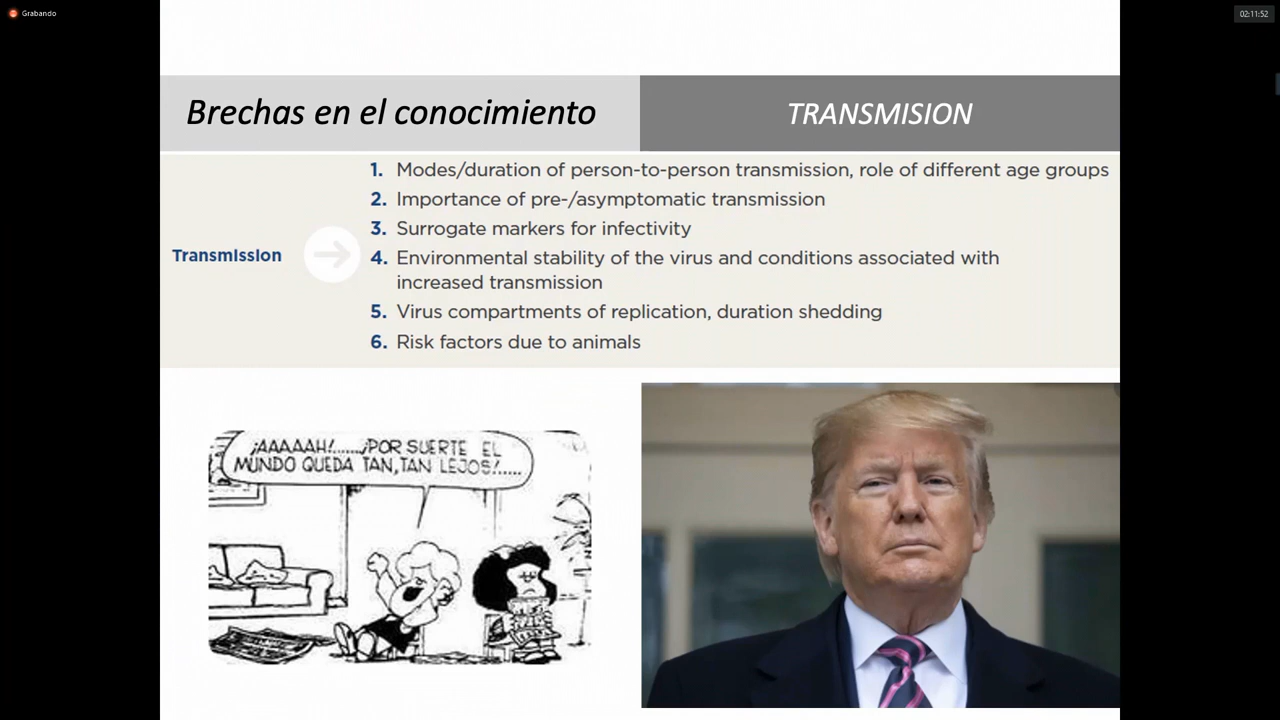 Grabando
02:11:52
Brechas en el conocimiento
TRANSMISION
1. Modes/duration of person-to-person transmission, role of different age groups
2. Importance of pre-/asymptomatic transmission
3. Surrogate markers for infectivity
Transmission
4. Environmental stability of the virus and conditions associated with
increased transmission
5. Virus compartments of replication, duration shedding
6. Risk factors due to animals
¡AAAAAH!......¡POR SUERTE EL
MUNDO QUEDA TAN, TAN LEJOS!.....